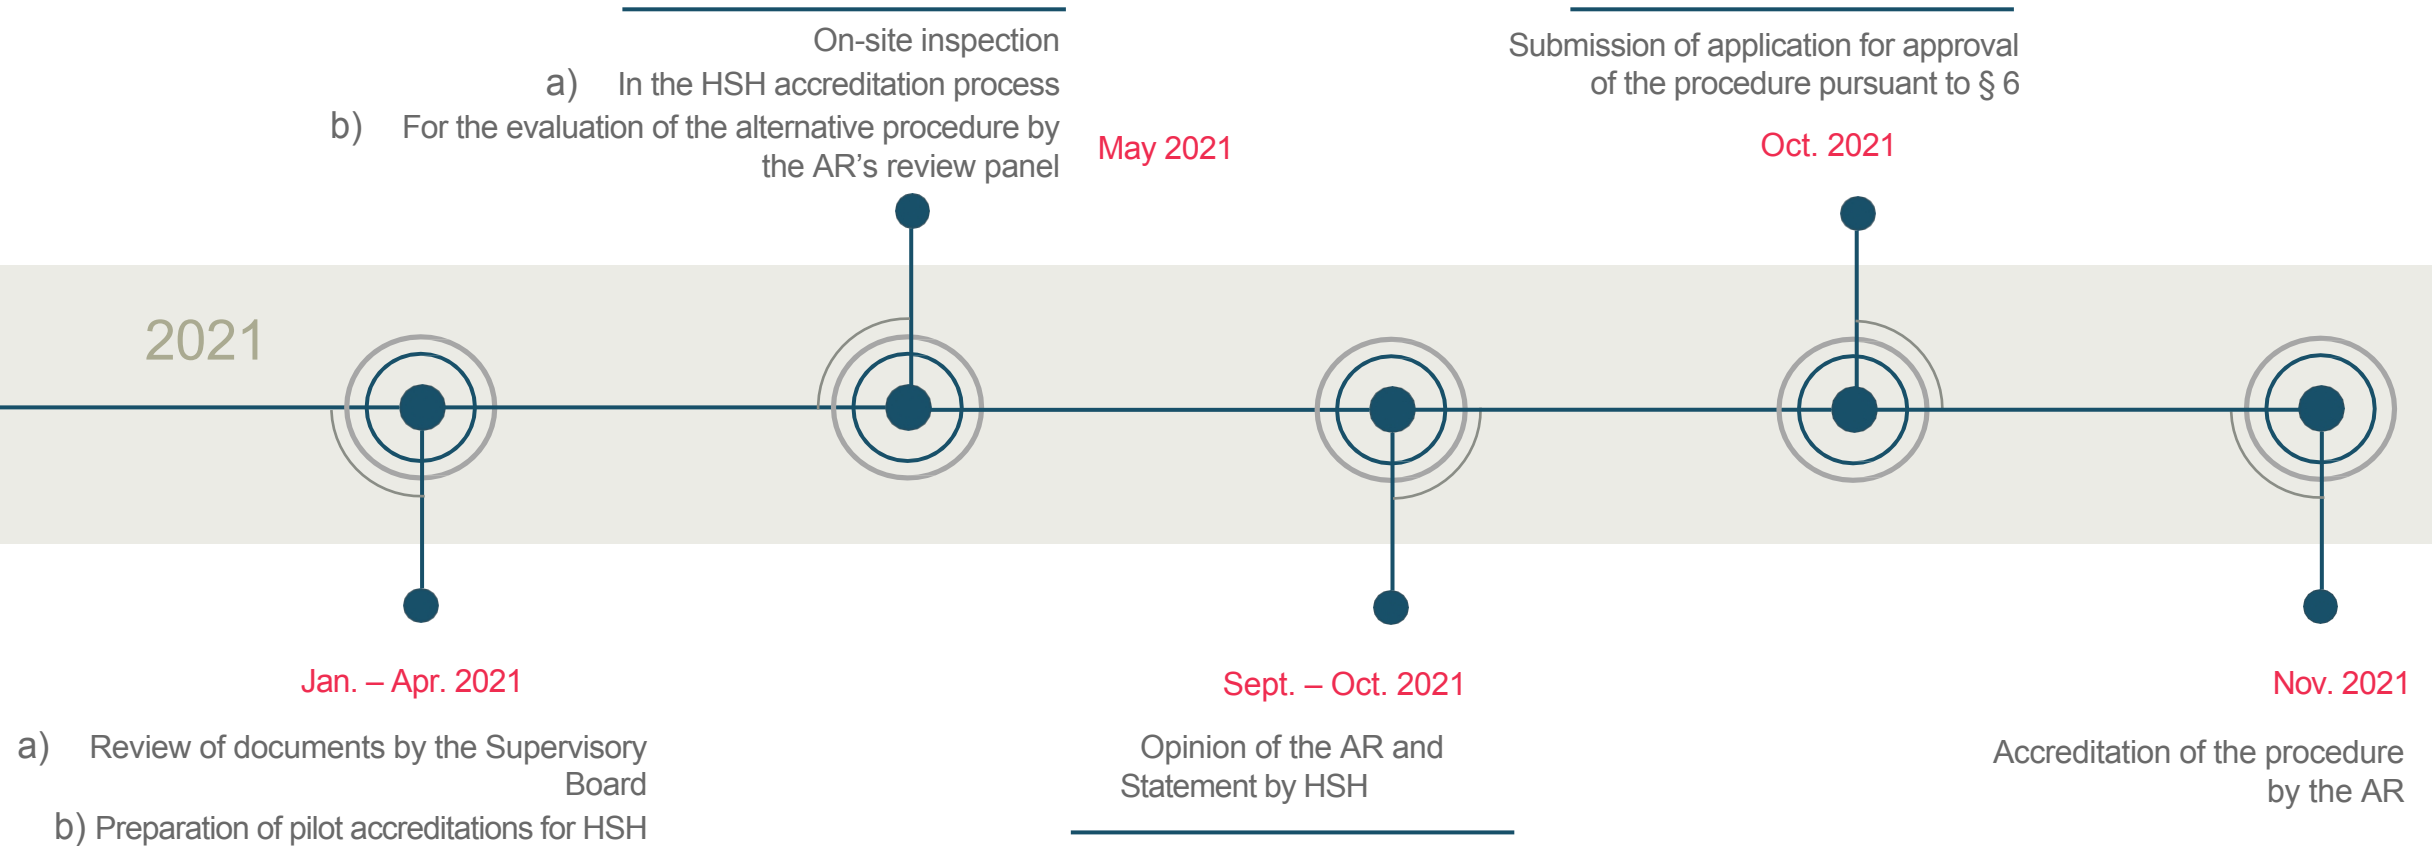 On-site inspection
a) In the HSH accreditation process
b) For the evaluation of the alternative procedure by
the AR’s review panel
May 2021
Submission of application for approval
of the procedure pursuant to § 6
Oct. 2021
2021
Jan. – Apr. 2021
a) Review of documents by the Supervisory
Board
b) Preparation of pilot accreditations for HSH
Sept. – Oct. 2021
Opinion of the AR and
Statement by HSH
Nov. 2021
Accreditation of the procedure
by the AR